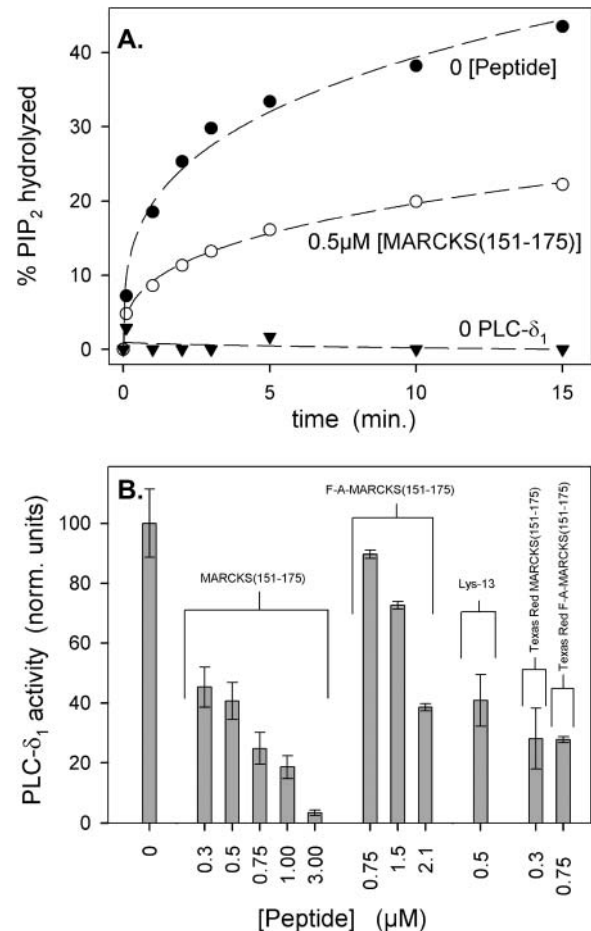 A.
% PIP₂ hydrolyzed
40
30
20
10
0
0 [Peptide]
0.5µM [MARCKS(151-175)]
0 PLC-δ₁
0 5 10 15
time (min.)
B.
PLC-δ₁ activity (norm. units)
100
80
60
40
20
0
MARCKS(151-175)
F-A-MARCKS(151-175)
Lys-13
Texas Red MARCKS(151-175)
Texas Red F-A-MARCKS(151-175)
0 0.3 0.5 0.75 1.00 3.00 0.75 1.5 2.1 0.5 0.3 0.75
[Peptide] (µM)